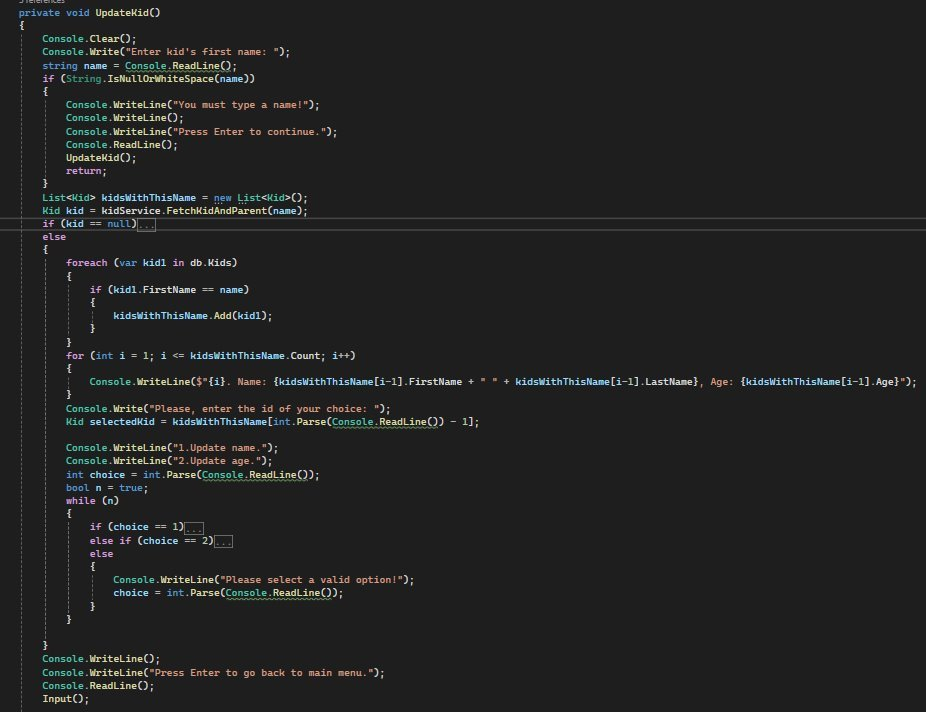 3 references
private void UpdateKid()
{
    Console.Clear();
    Console.Write("Enter kid's first name: ");
    string name = Console.ReadLine();
    if (String.IsNullOrWhiteSpace(name))
    {
        Console.WriteLine("You must type a name!");
        Console.WriteLine();
        Console.WriteLine("Press Enter to continue.");
        Console.ReadLine();
        UpdateKid();
        return;
    }
    List<Kid> kidsWithThisName = new List<Kid>();
    Kid kid = kidService.FetchKidAndParent(name);
    if (kid == null)...
    else
    {
        foreach (var kid1 in db.Kids)
        {
            if (kid1.FirstName == name)
            {
                kidsWithThisName.Add(kid1);
            }
        }
        for (int i = 1; i <= kidsWithThisName.Count; i++)
        {
            Console.WriteLine($"{i}. Name: {kidsWithThisName[i-1].FirstName + " " + kidsWithThisName[i-1].LastName}, Age: {kidsWithThisName[i-1].Age}");
        }
        Console.Write("Please, enter the id of your choice: ");
        Kid selectedKid = kidsWithThisName[int.Parse(Console.ReadLine()) - 1];

        Console.WriteLine("1.Update name.");
        Console.WriteLine("2.Update age.");
        int choice = int.Parse(Console.ReadLine());
        bool n = true;
        while (n)
        {
            if (choice == 1)...
            else if (choice == 2)...
            else
            {
                Console.WriteLine("Please select a valid option!");
                choice = int.Parse(Console.ReadLine());
            }
        }

    }
    Console.WriteLine();
    Console.WriteLine("Press Enter to go back to main menu.");
    Console.ReadLine();
    Input();